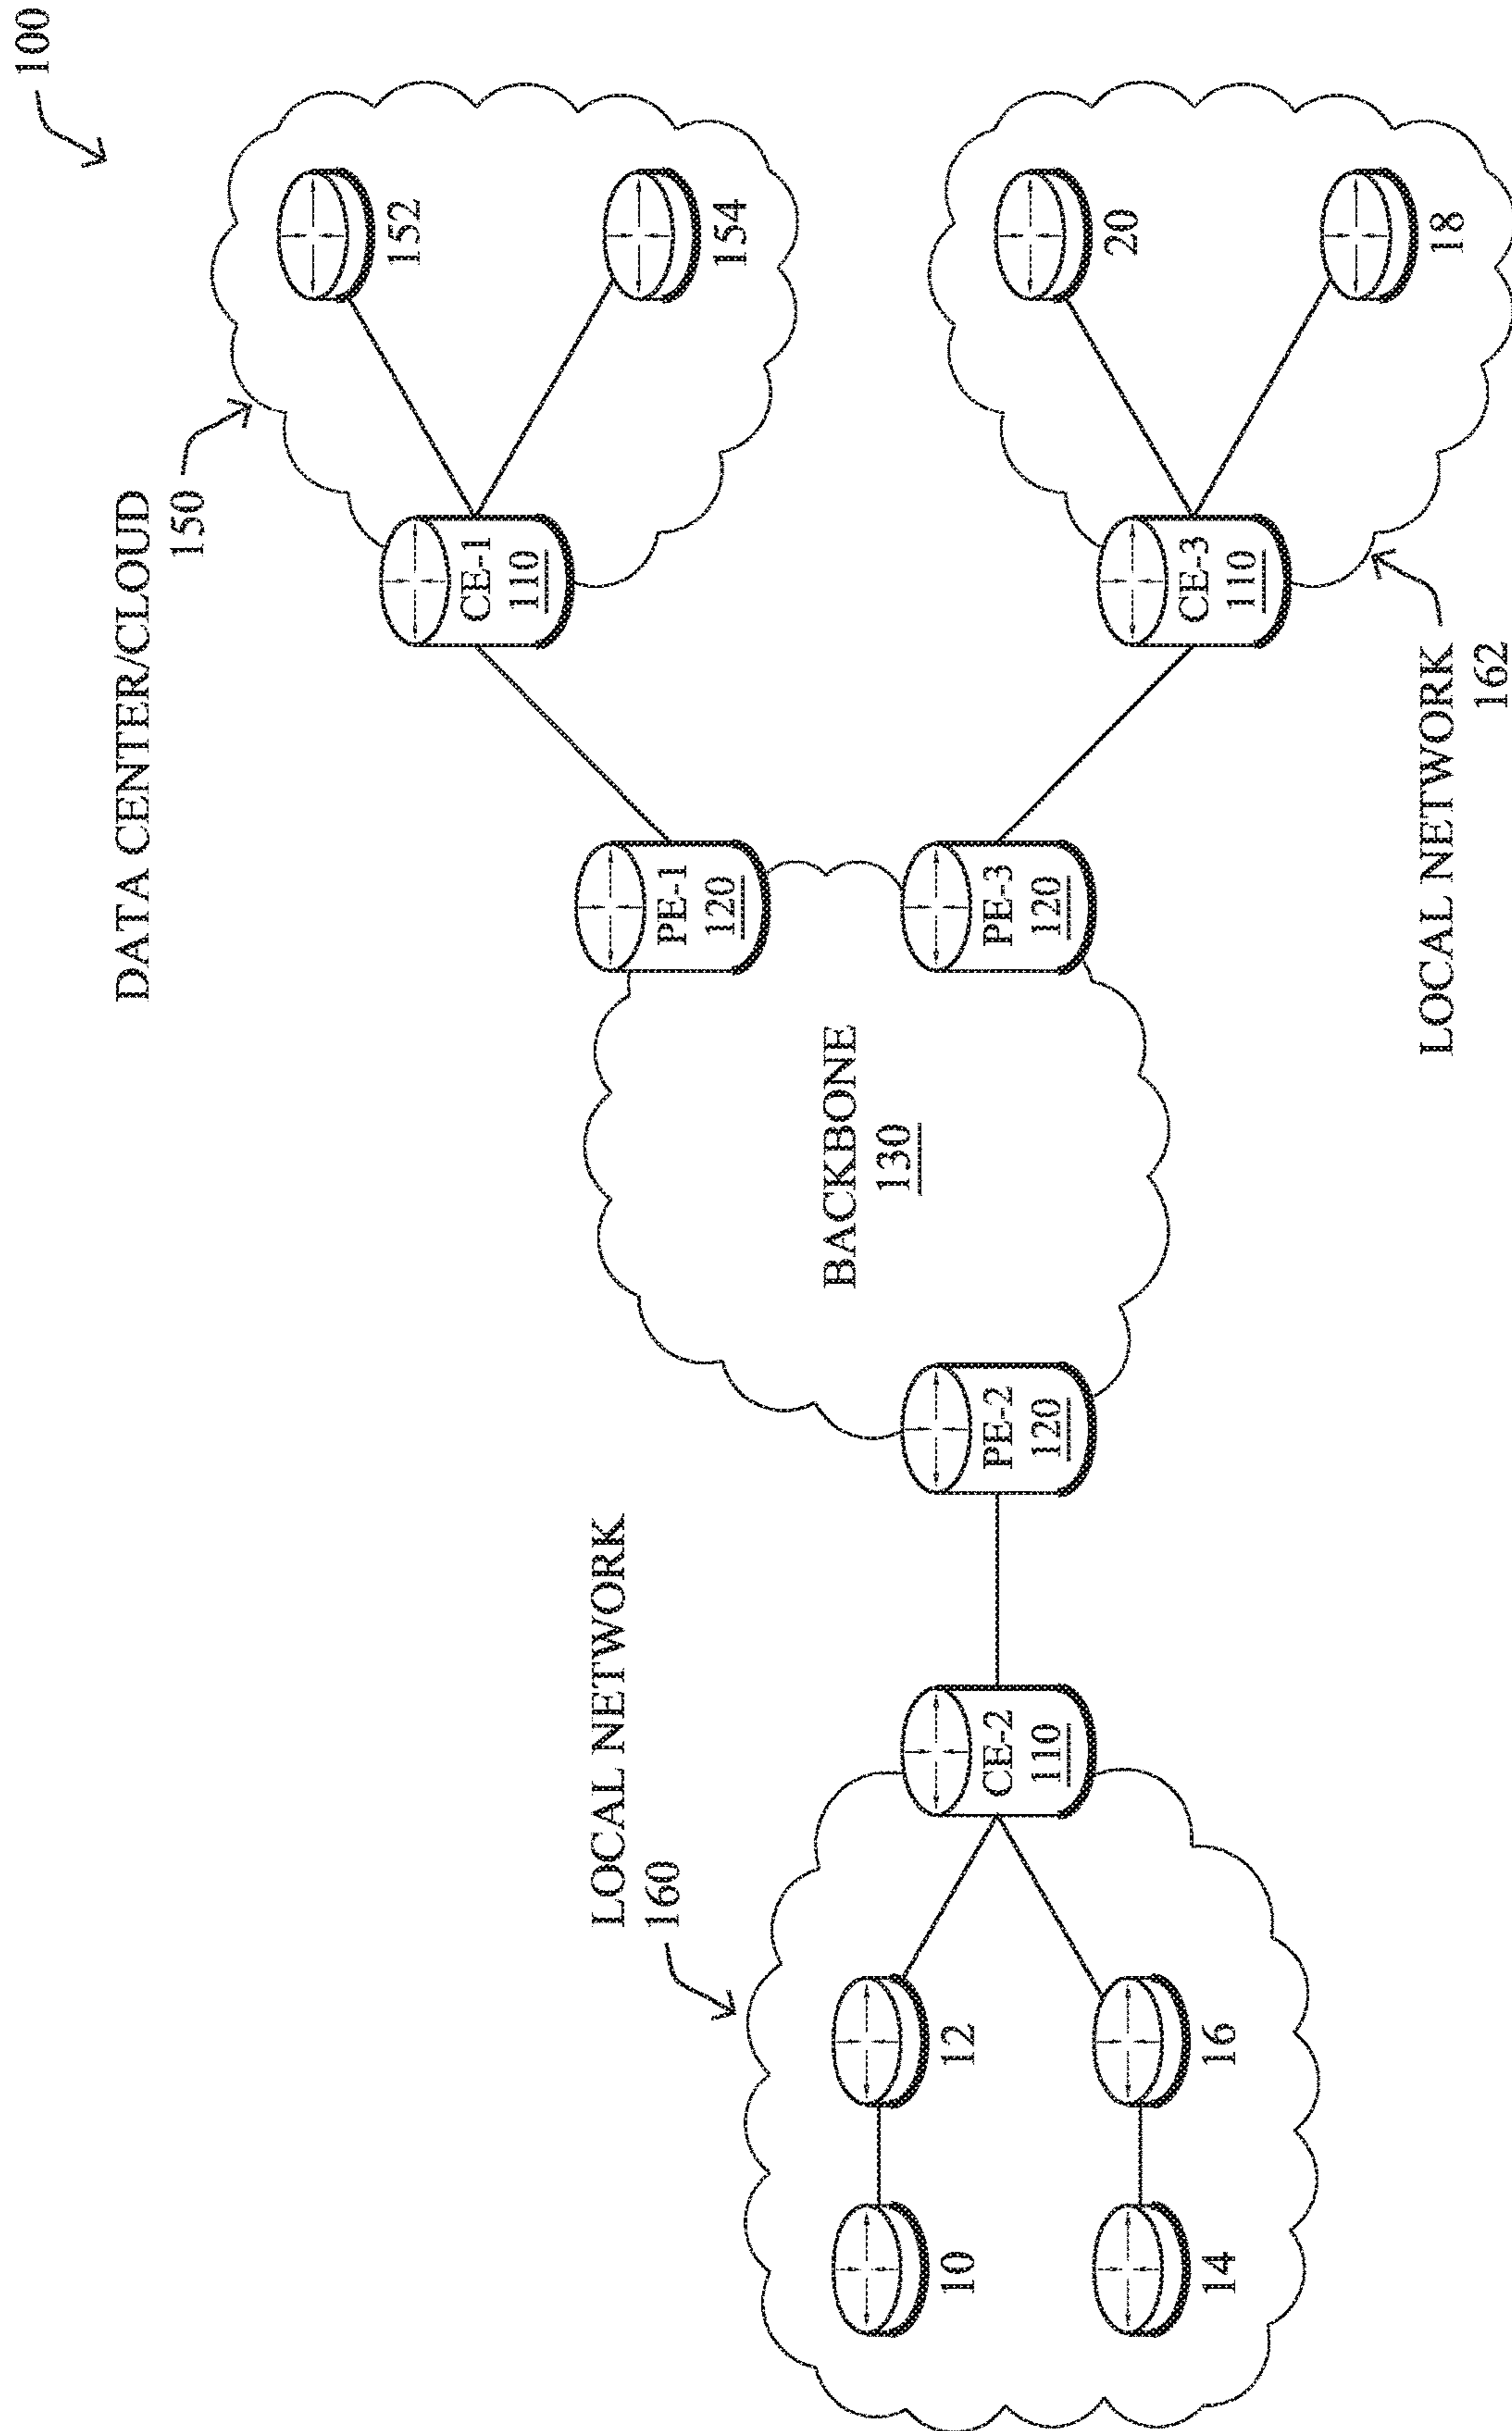 100
DATA CENTER/CLOUD
150
152
154
CE-1
110
PE-1
120
LOCAL NETWORK
160
BACKBONE
130
10
12
CE-2
110
PE-2
120
PE-3
120
CE-3
110
20
14
16
18
LOCAL NETWORK
162